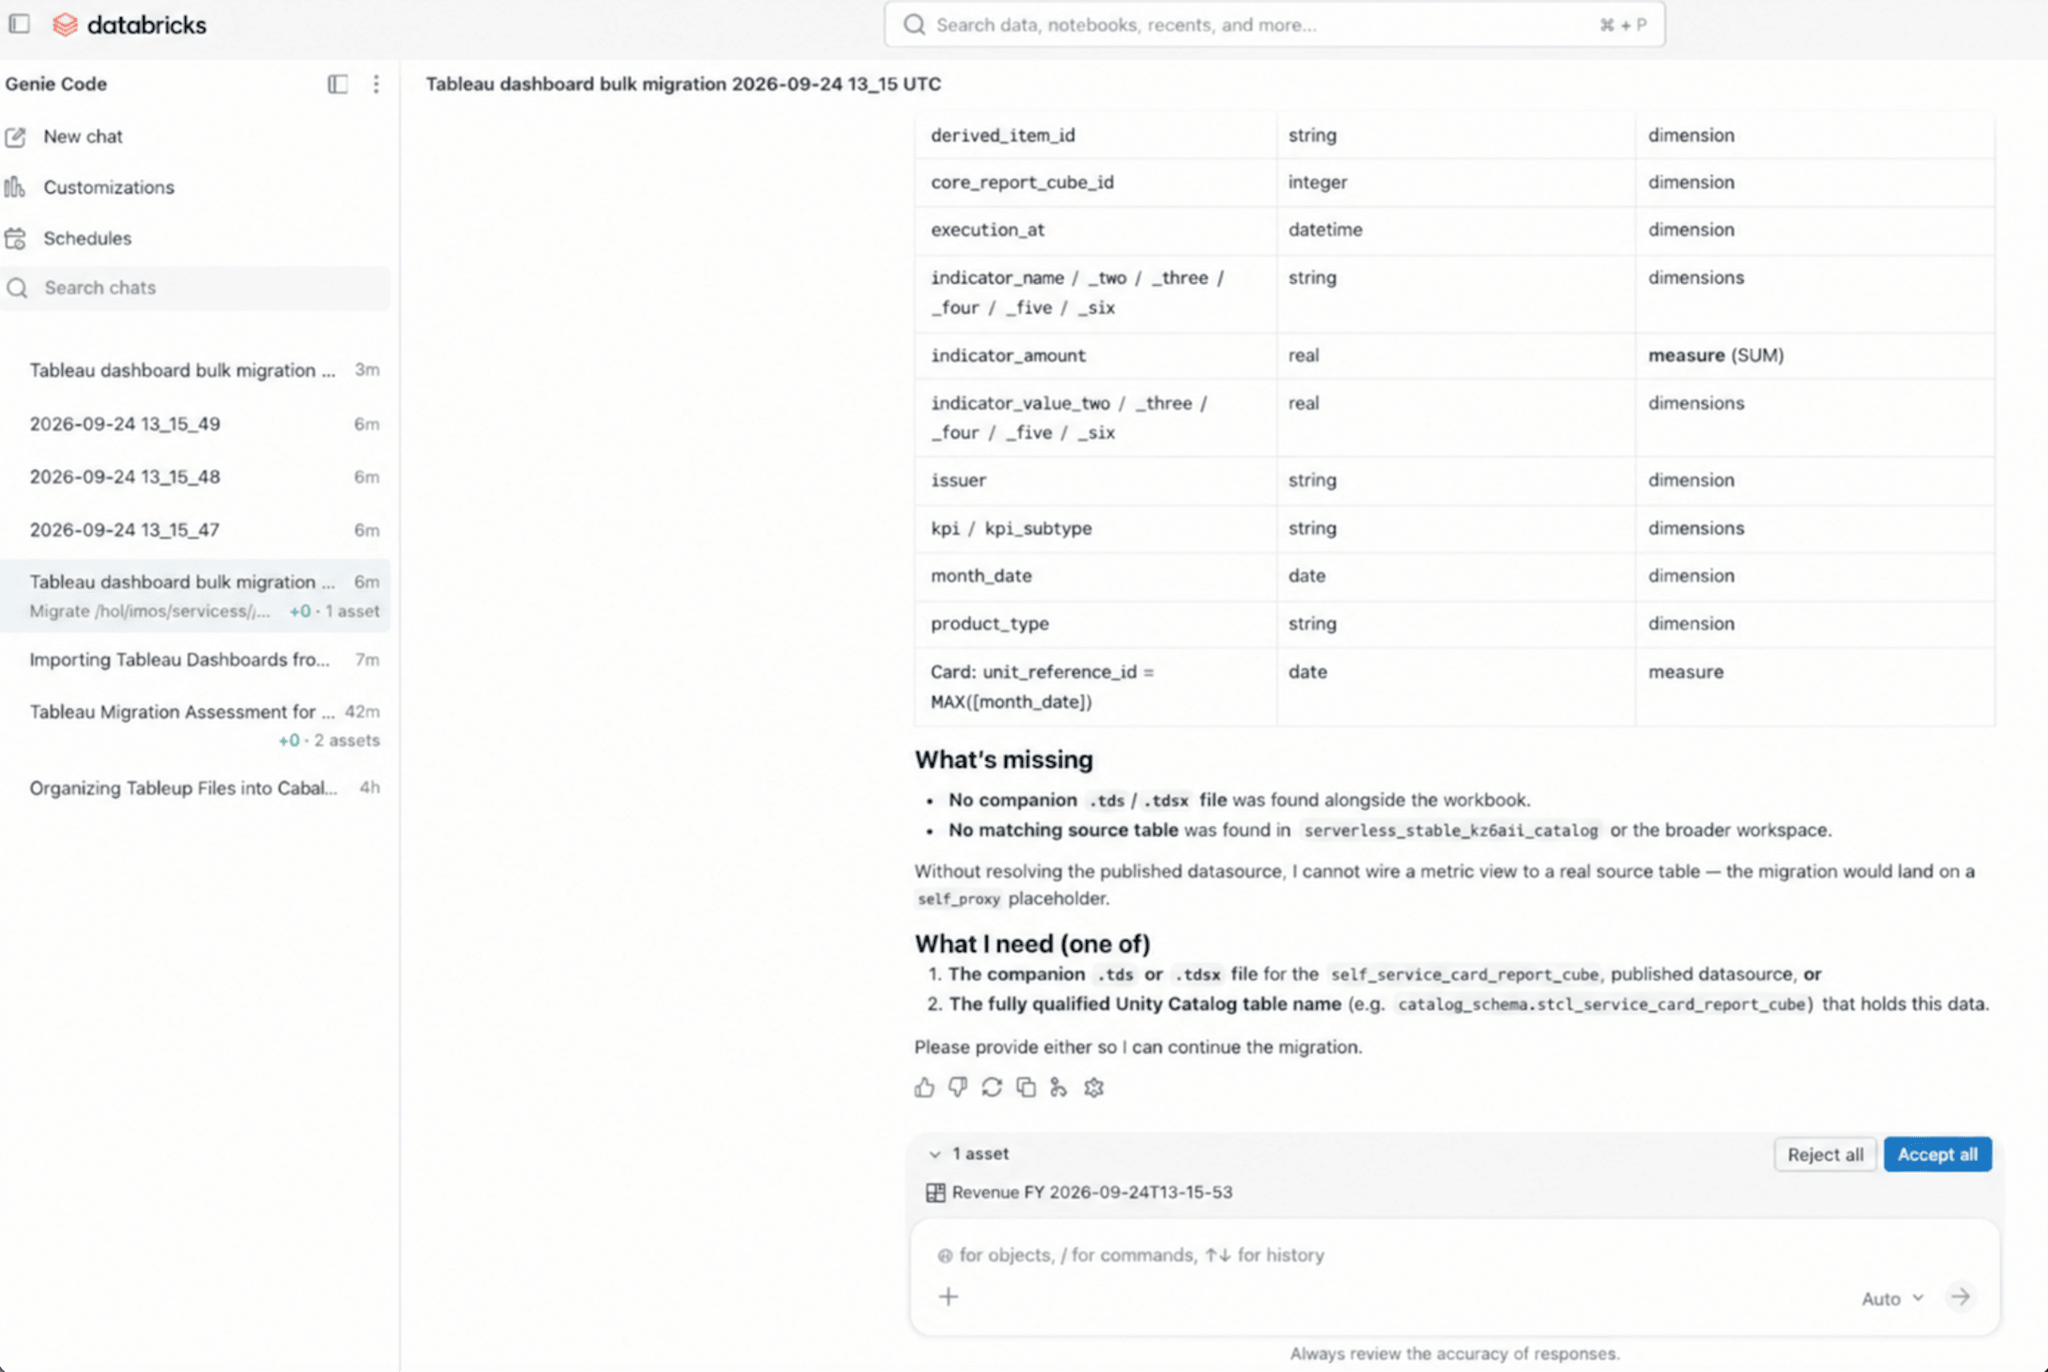 databricks
Search data, notebooks, recents, and more...
⌘ + P
Genie Code
New chat
Customizations
Schedules
Search chats
Tableau dashboard bulk migration ... 3m
2026-09-24 13_15_49 6m
2026-09-24 13_15_48 6m
2026-09-24 13_15_47 6m
Tableau dashboard bulk migration ... 6m
Migrate /hol/imos/servicess/... +0 · 1 asset
Importing Tableau Dashboards fro... 7m
Tableau Migration Assessment for ... 42m
+0 · 2 assets
Organizing Tableup Files into Cabal... 4h
Tableau dashboard bulk migration 2026-09-24 13_15 UTC
derived_item_id string dimension
core_report_cube_id integer dimension
execution_at datetime dimension
indicator_name / _two / _three / string dimensions
_four / _five / _six
indicator_amount real measure (SUM)
indicator_value_two / _three / real dimensions
_four / _five / _six
issuer string dimension
kpi / kpi_subtype string dimensions
month_date date dimension
product_type string dimension
Card: unit_reference_id = date measure
MAX([month_date])
What's missing
• No companion .tds / .tdsx file was found alongside the workbook.
• No matching source table was found in serverless_stable_kz6aii_catalog or the broader workspace.
Without resolving the published datasource, I cannot wire a metric view to a real source table — the migration would land on a
self_proxy placeholder.
What I need (one of)
1. The companion .tds or .tdsx file for the self_service_card_report_cube, published datasource, or
2. The fully qualified Unity Catalog table name (e.g. catalog_schema.stcl_service_card_report_cube) that holds this data.
Please provide either so I can continue the migration.
1 asset
Reject all
Accept all
Revenue FY 2026-09-24T13-15-53
@ for objects, / for commands, ↑↓ for history
Auto
Always review the accuracy of responses.